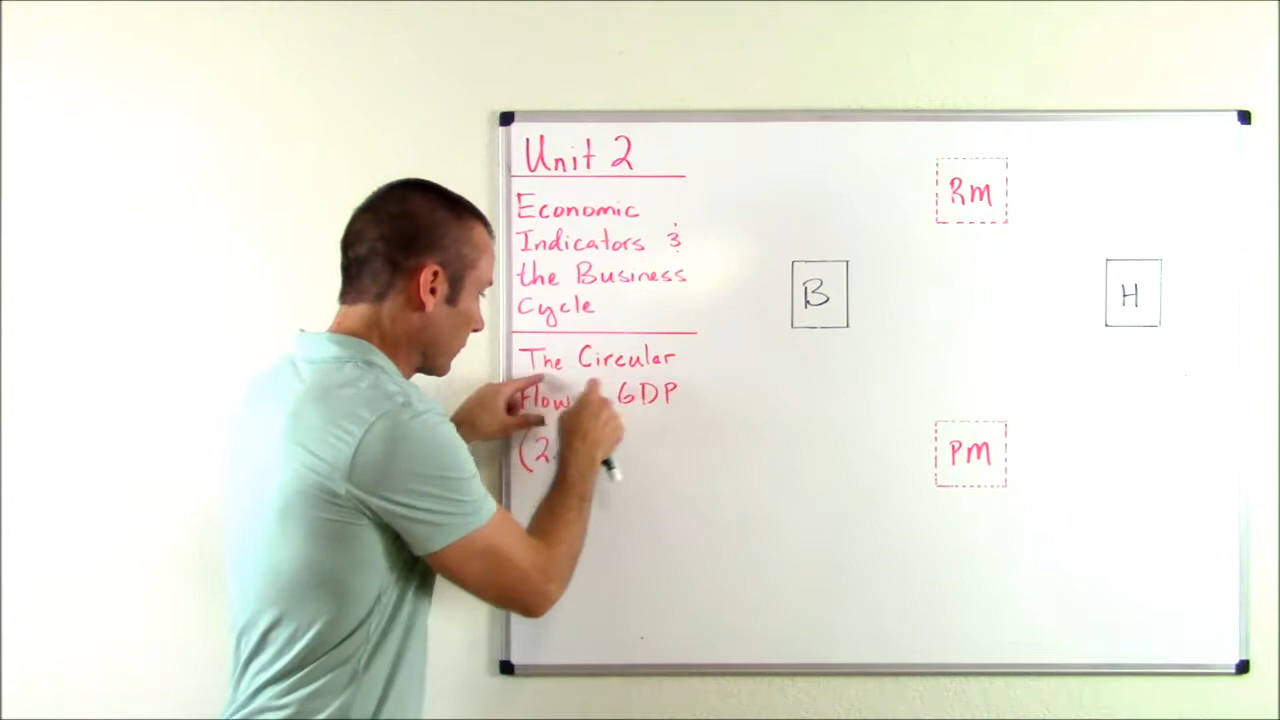 Unit 2
Economic
Indicators &
the Business
Cycle
The Circular
Flow GDP
(2.
RM
B
H
PM